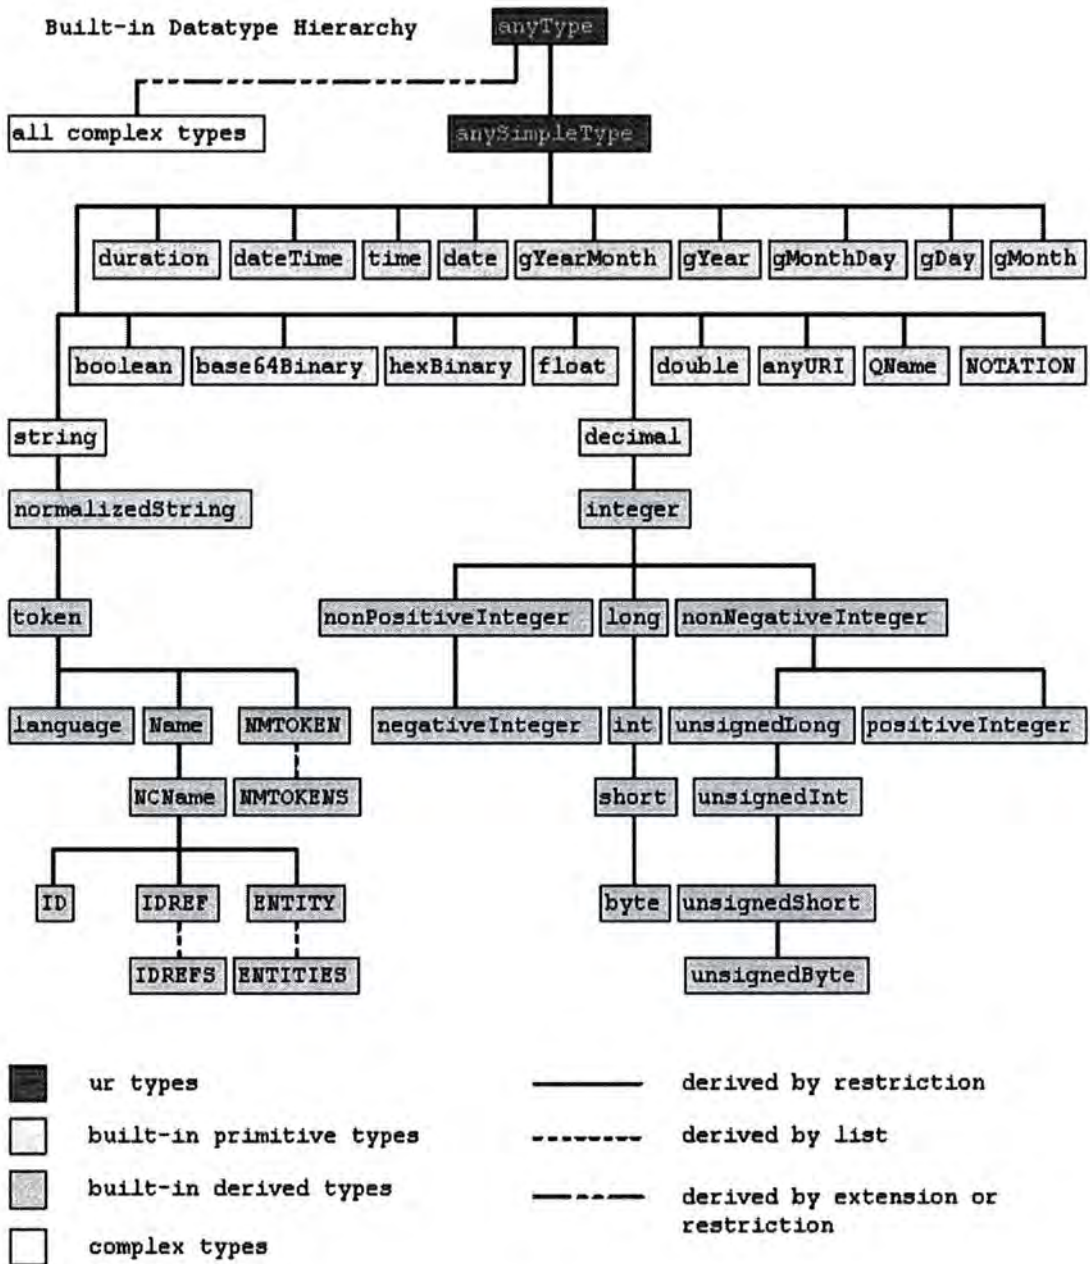 Built-in Datatype Hierarchy
anyType
all complex types
anySimpleType
duration dateTime time date gYearMonth gYear gMonthDay gDay gMonth
boolean base64Binary hexBinary float double anyURI QName NOTATION
string decimal
normalizedString integer
token nonPositiveInteger long nonNegativeInteger
language Name NMTOKEN negativeInteger int unsignedLong positiveInteger
NCName NMTOKENS short unsignedInt
ID IDREF ENTITY byte unsignedShort
IDREFS ENTITIES unsignedByte
ur types
derived by restriction
built-in primitive types
derived by list
built-in derived types
derived by extension or
restriction
complex types